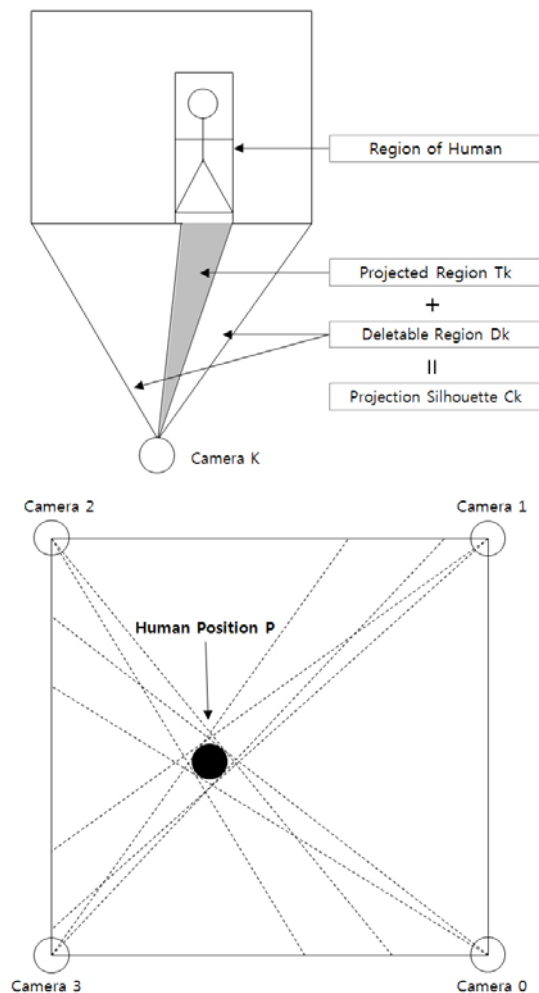 Region of Human
Projected Region Tk
+
Deletable Region Dk
=
Projection Silhouette Ck
Camera K
Camera 2
Camera 1
Human Position P
Camera 3
Camera 0